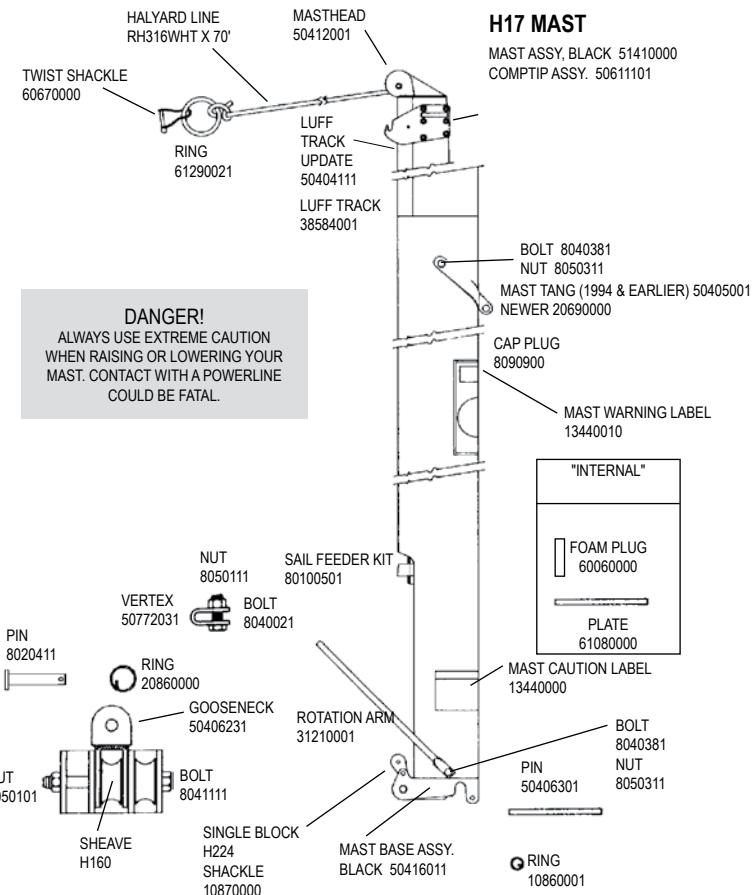 H17 MAST
MAST ASSY, BLACK 51410000
COMPTIP ASSY. 50611101
HALYARD LINE
RH316WHT X 70'
MASTHEAD
50412001
TWIST SHACKLE
60670000
RING
61290021
LUFF
TRACK
UPDATE
50404111
LUFF TRACK
38584001
BOLT 8040381
NUT 8050311
MAST TANG (1994 & EARLIER) 50405001
NEWER 20690000
DANGER!
ALWAYS USE EXTREME CAUTION
WHEN RAISING OR LOWERING YOUR
MAST. CONTACT WITH A POWERLINE
COULD BE FATAL.
CAP PLUG
8090900
MAST WARNING LABEL
13440010
"INTERNAL"
FOAM PLUG
60060000
PLATE
61080000
NUT
8050111
SAIL FEEDER KIT
80100501
VERTEX
50772031
BOLT
8040021
PIN
8020411
RING
20860000
GOOSENECK
50406231
MAST CAUTION LABEL
13440000
ROTATION ARM
31210001
BOLT
8040381
NUT
8050311
UT
050101
BOLT
8041111
SHEAVE
H160
PIN
50406301
SINGLE BLOCK
H224
SHACKLE
10870000
MAST BASE ASSY.
BLACK 50416011
RING
10860001